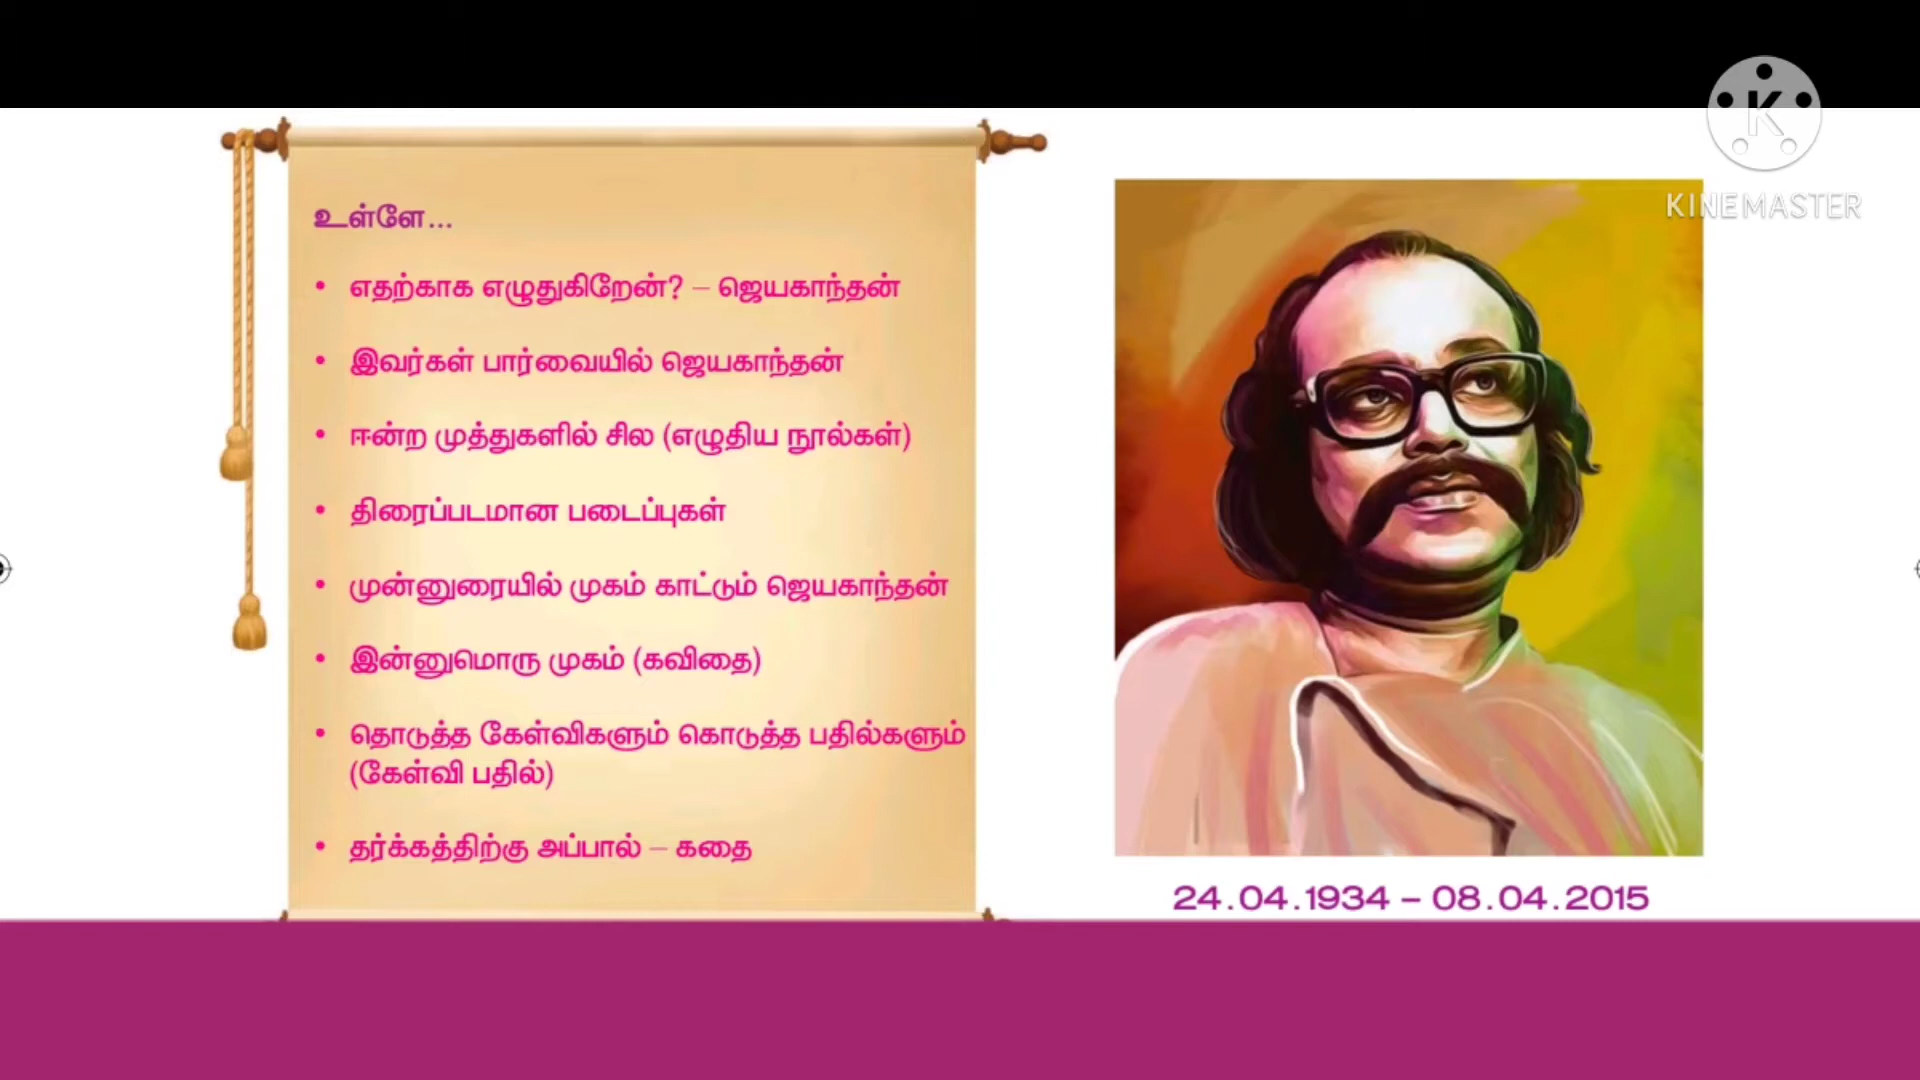 உள்ளே...
• எதற்காக எழுதுகிறேன்? – ஜெயகாந்தன்
• இவர்கள் பார்வையில் ஜெயகாந்தன்
• ஈன்ற முத்துகளில் சில (எழுதிய நூல்கள்)
• திரைப்படமான படைப்புகள்
• முன்னுரையில் முகம் காட்டும் ஜெயகாந்தன்
• இன்னுமொரு முகம் (கவிதை)
• தொடுத்த கேள்விகளும் கொடுத்த பதில்களும்
(கேள்வி பதில்)
• தர்க்கத்திற்கு அப்பால் – கதை
K
KINEMASTER
24.04.1934 – 08.04.2015